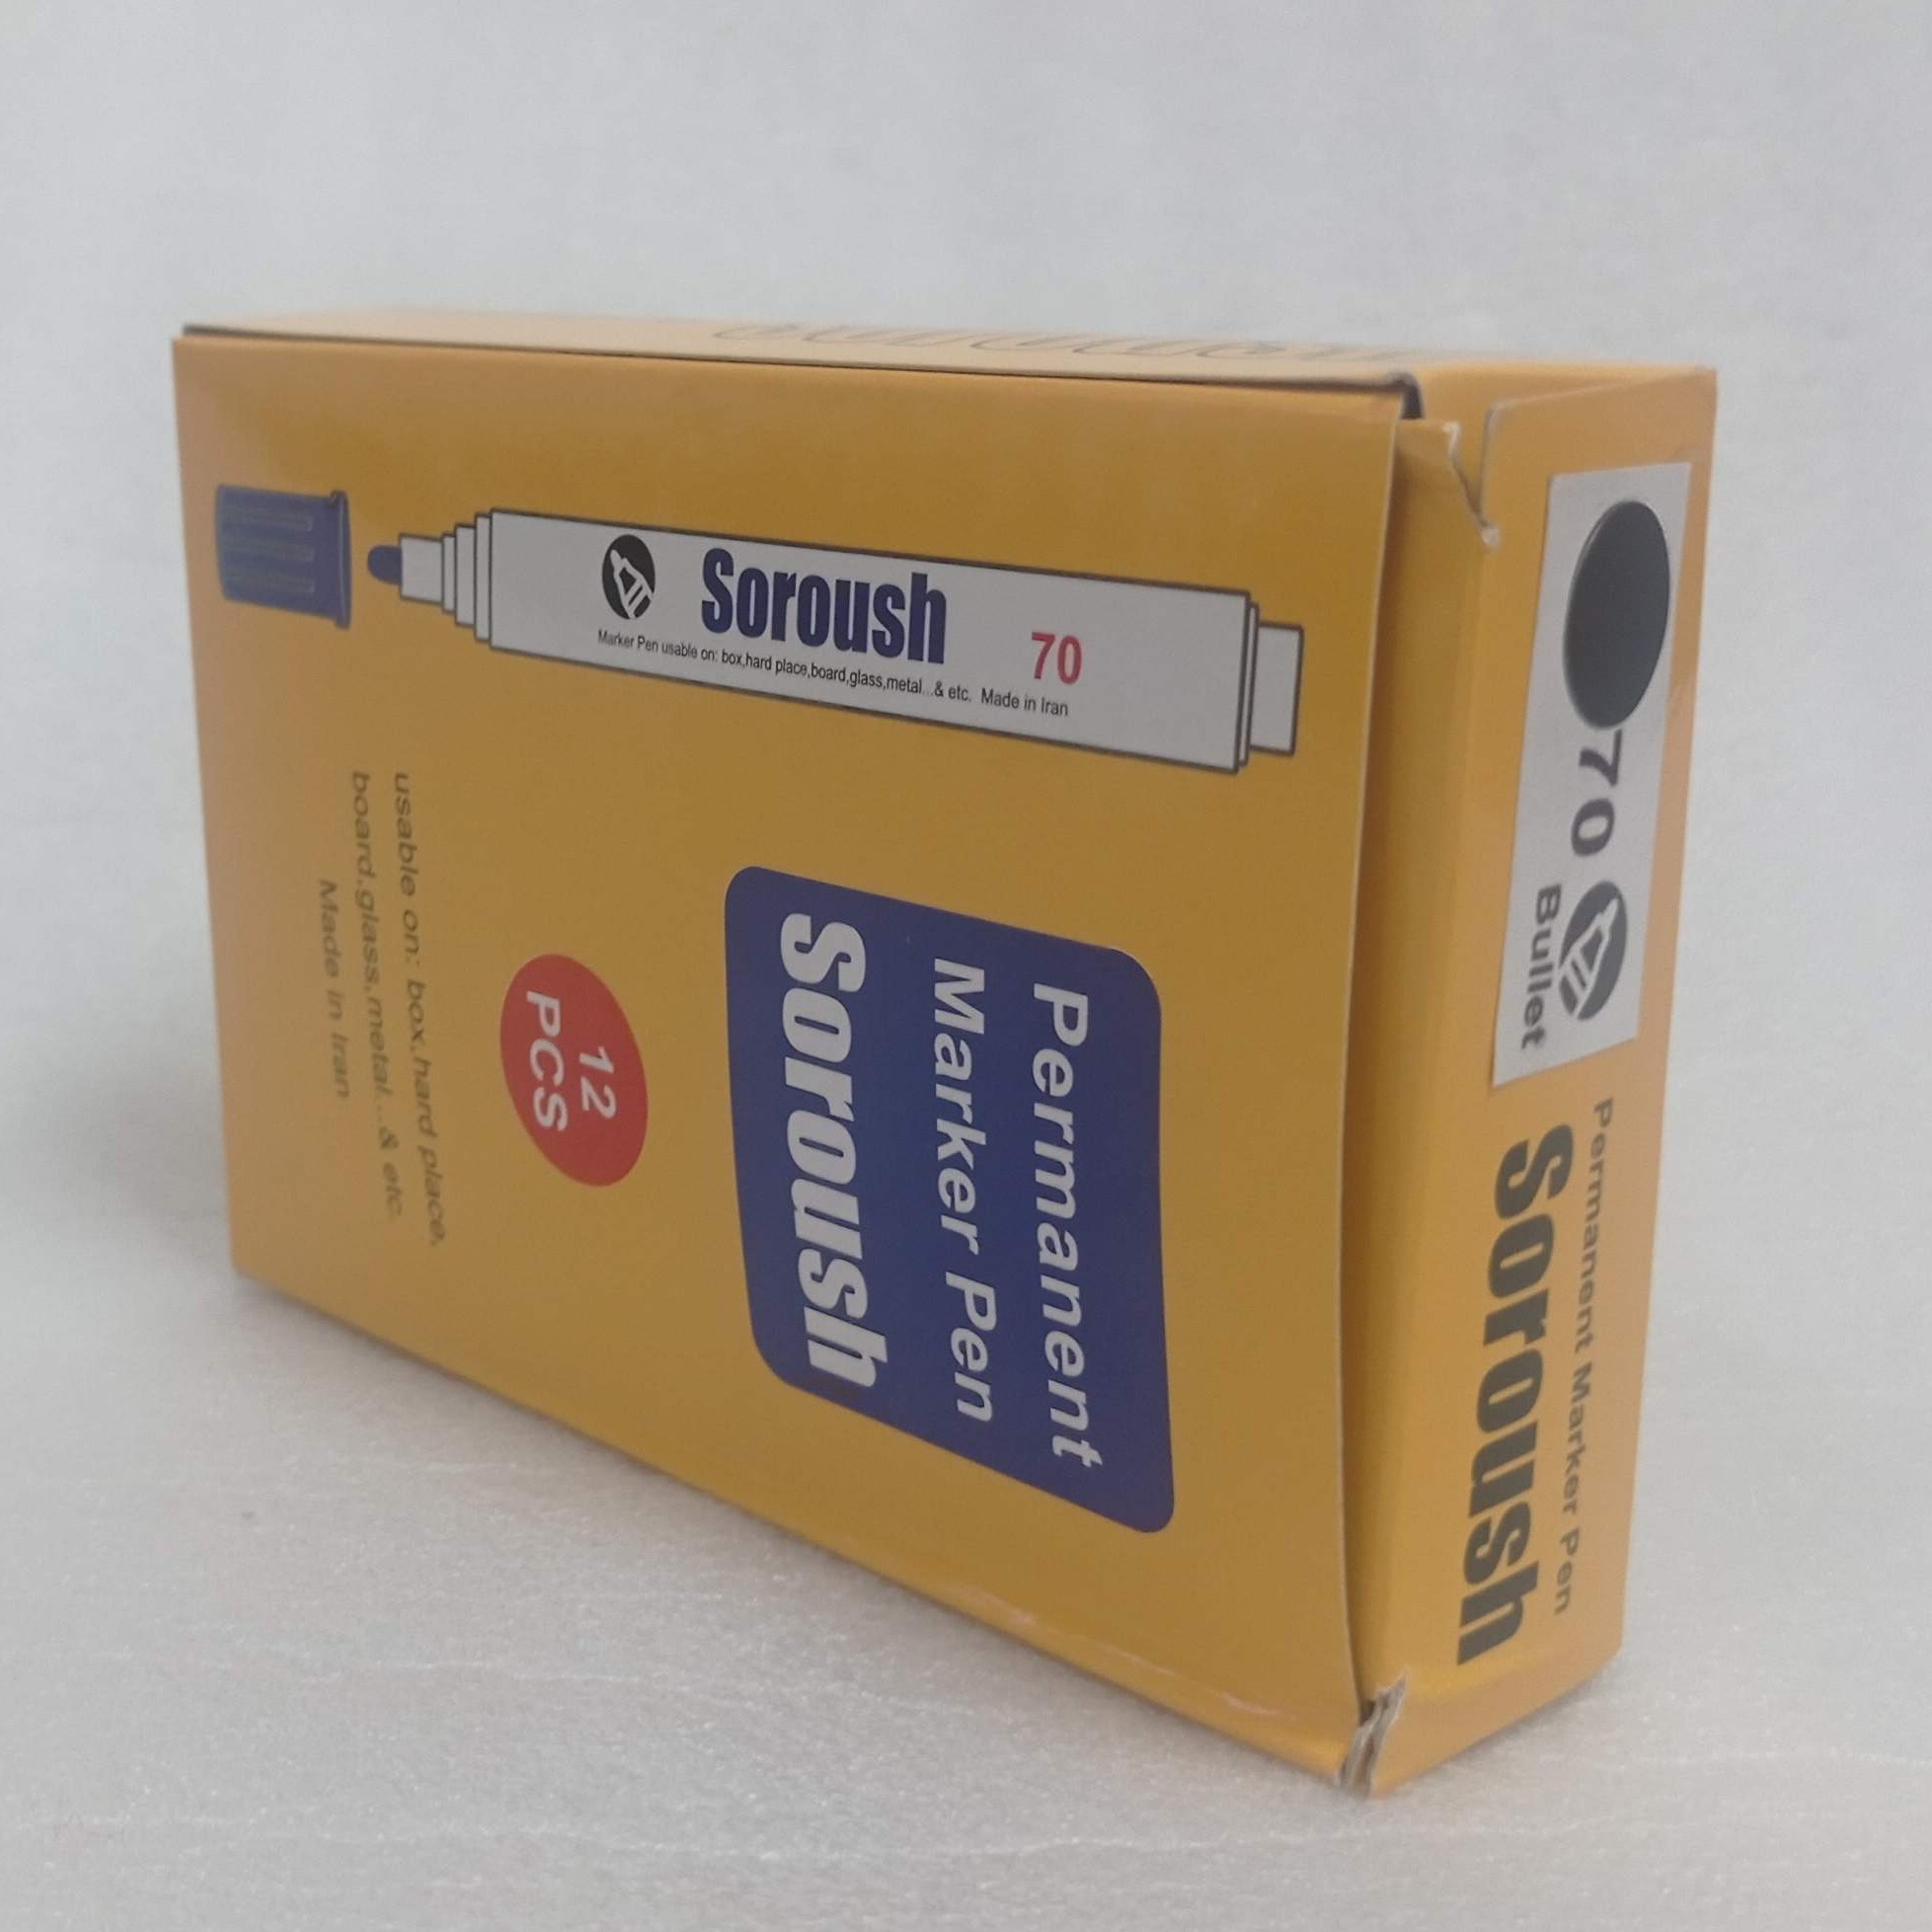 Soroush
70
Marker Pen usable on: box,hard place,board,glass,metal...& etc. Made in Iran
Permanent
Marker Pen
Soroush
12
PCS
usable on: box,hard place,
board,glass,metal...& etc.
Made in Iran
70
Bullet
Permanent Marker Pen
Soroush